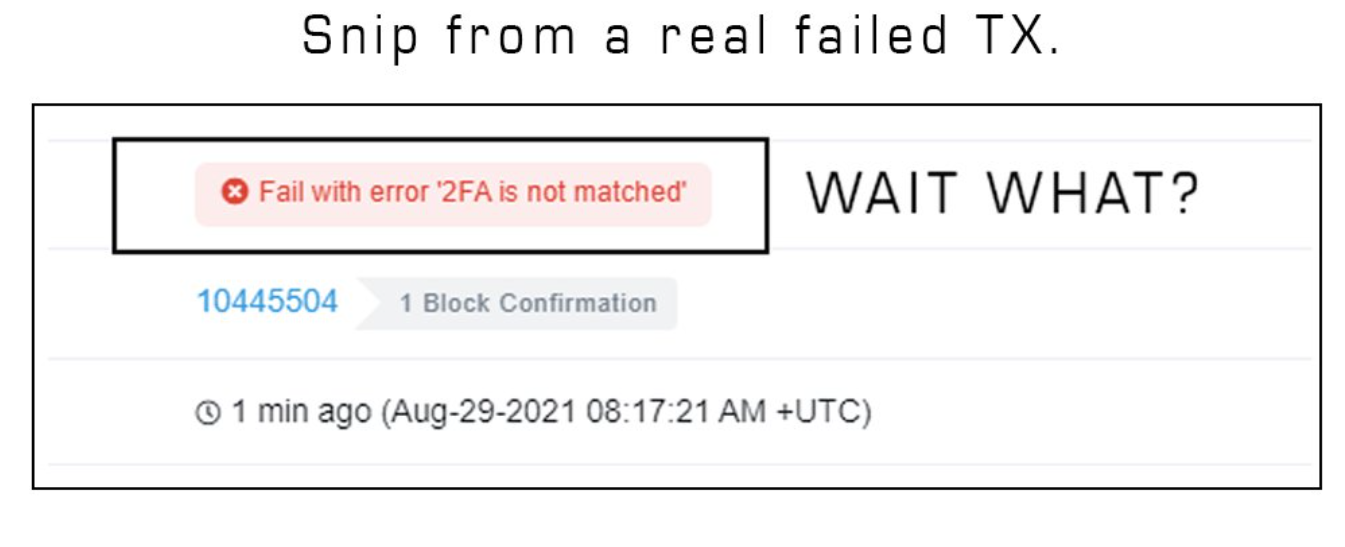 Snip from a real failed TX.
Fail with error '2FA is not matched'
WAIT WHAT?
10445504 1 Block Confirmation
1 min ago (Aug-29-2021 08:17:21 AM +UTC)